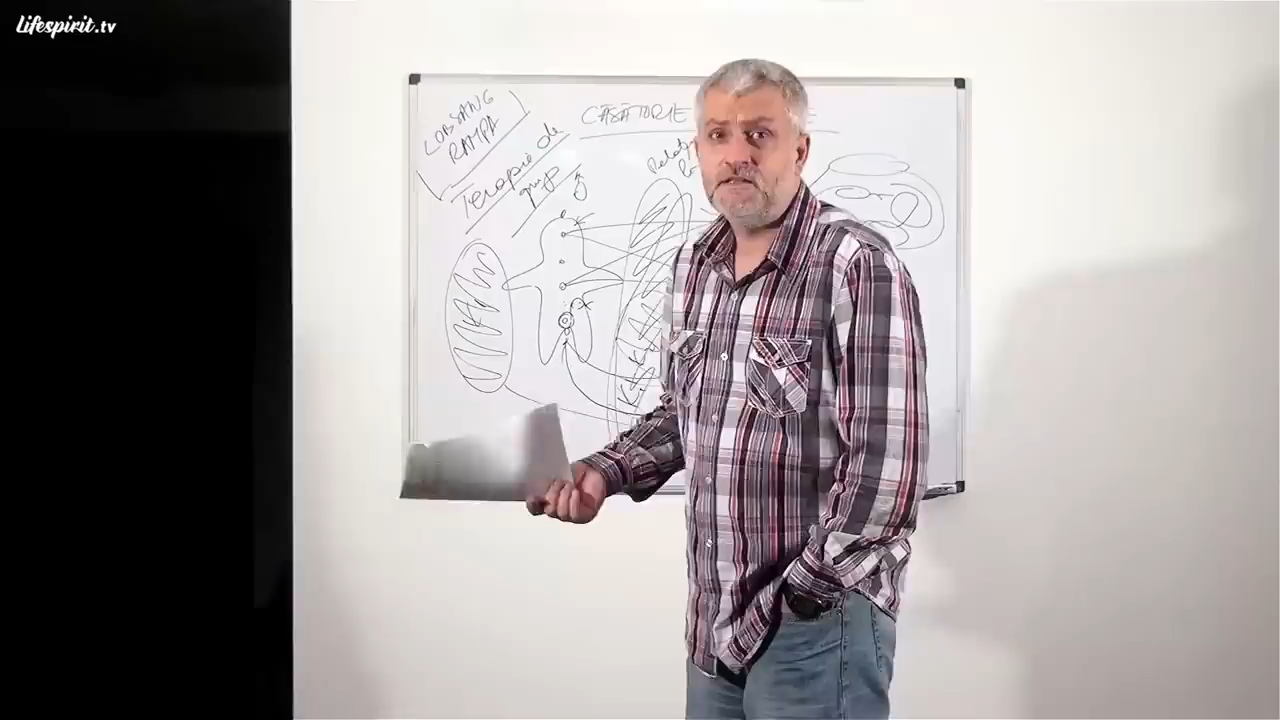 Lifespirit.tv
LOBSANG
RAMPA
Terapie de
grup
CĂSĂTORIE